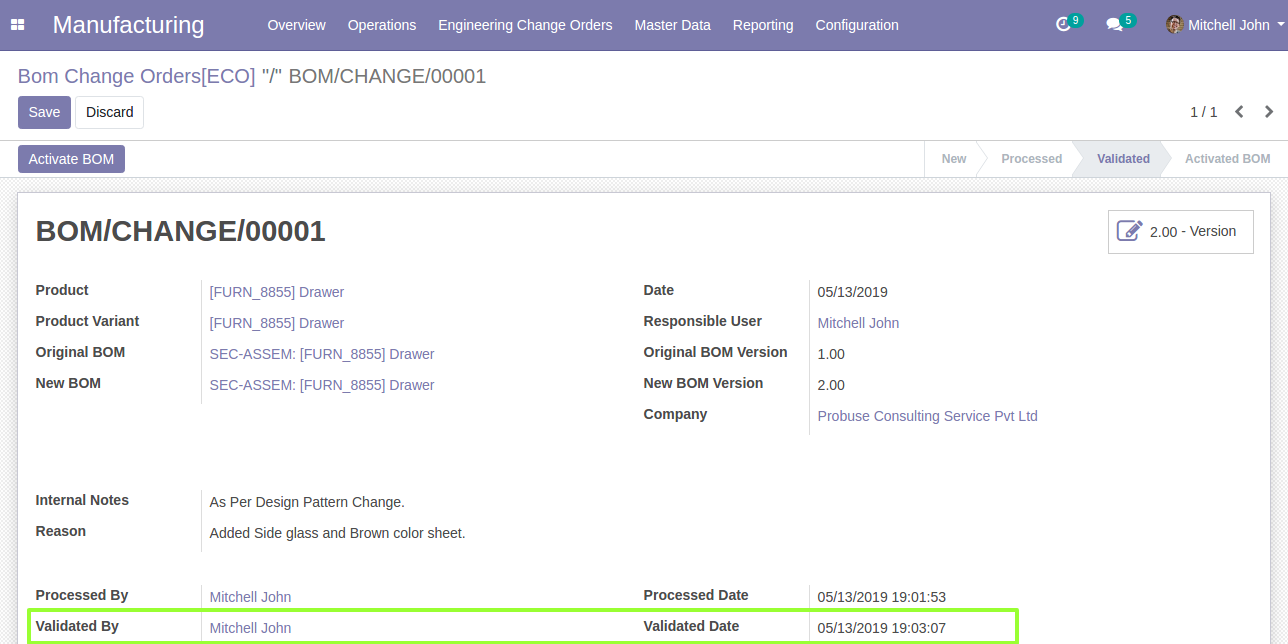 Manufacturing Overview Operations Engineering Change Orders Master Data Reporting Configuration 9 5 Mitchell John
Bom Change Orders[ECO] "/" BOM/CHANGE/00001
Save Discard 1 / 1
Activate BOM New Processed Validated Activated BOM
BOM/CHANGE/00001 2.00 - Version
Product [FURN_8855] Drawer Date 05/13/2019
Product Variant [FURN_8855] Drawer Responsible User Mitchell John
Original BOM SEC-ASSEM: [FURN_8855] Drawer Original BOM Version 1.00
New BOM SEC-ASSEM: [FURN_8855] Drawer New BOM Version 2.00
Company Probuse Consulting Service Pvt Ltd
Internal Notes As Per Design Pattern Change.
Reason Added Side glass and Brown color sheet.
Processed By Mitchell John Processed Date 05/13/2019 19:01:53
Validated By Mitchell John Validated Date 05/13/2019 19:03:07